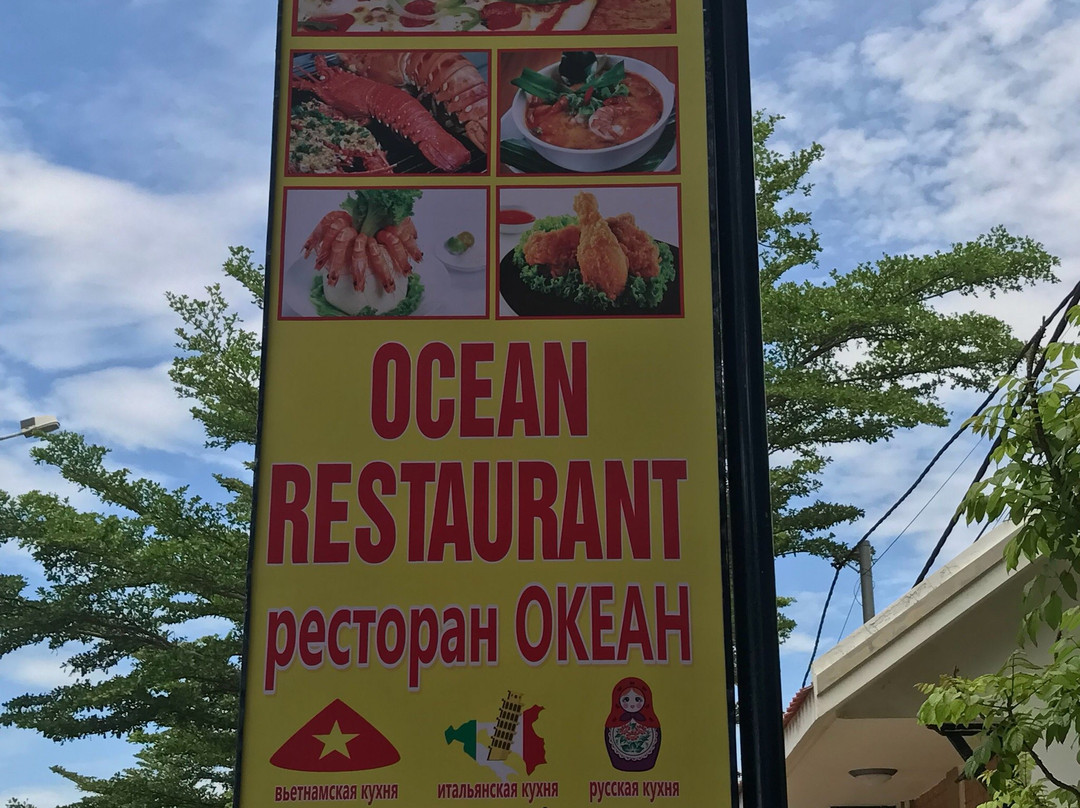 OCEAN
RESTAURANT
ресторан ОКЕАН
вьетнамская кухня итальянская кухня русская кухня